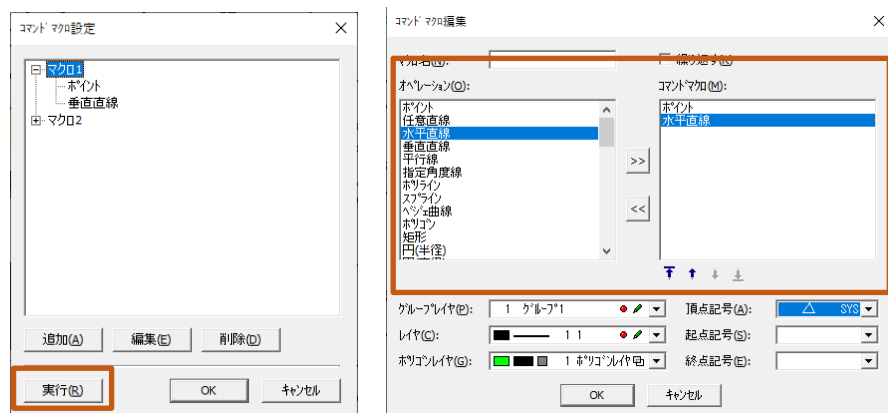 コマンド マクロ設定
マクロ1
ポイント
垂直直線
マクロ2
追加(A)
編集(E)
削除(D)
実行(R)
OK
キャンセル
コマンド マクロ編集
マクロ名(N):
繰り返す(R)
オペレーション(O):
コマンドマクロ(M):
ポイント
任意直線
水平直線
垂直直線
平行線
指定角度線
ポリライン
スプライン
ベジェ曲線
ポリゴン
矩形
円(半径)
>>
<<
ポイント
水平直線
グループレイヤ(P):
1 グループ1
頂点記号(A):
SYS
レイヤ(C):
1 1
起点記号(S):
ポリゴンレイヤ(G):
1 ポリゴンレイヤ
終点記号(E):
OK
キャンセル